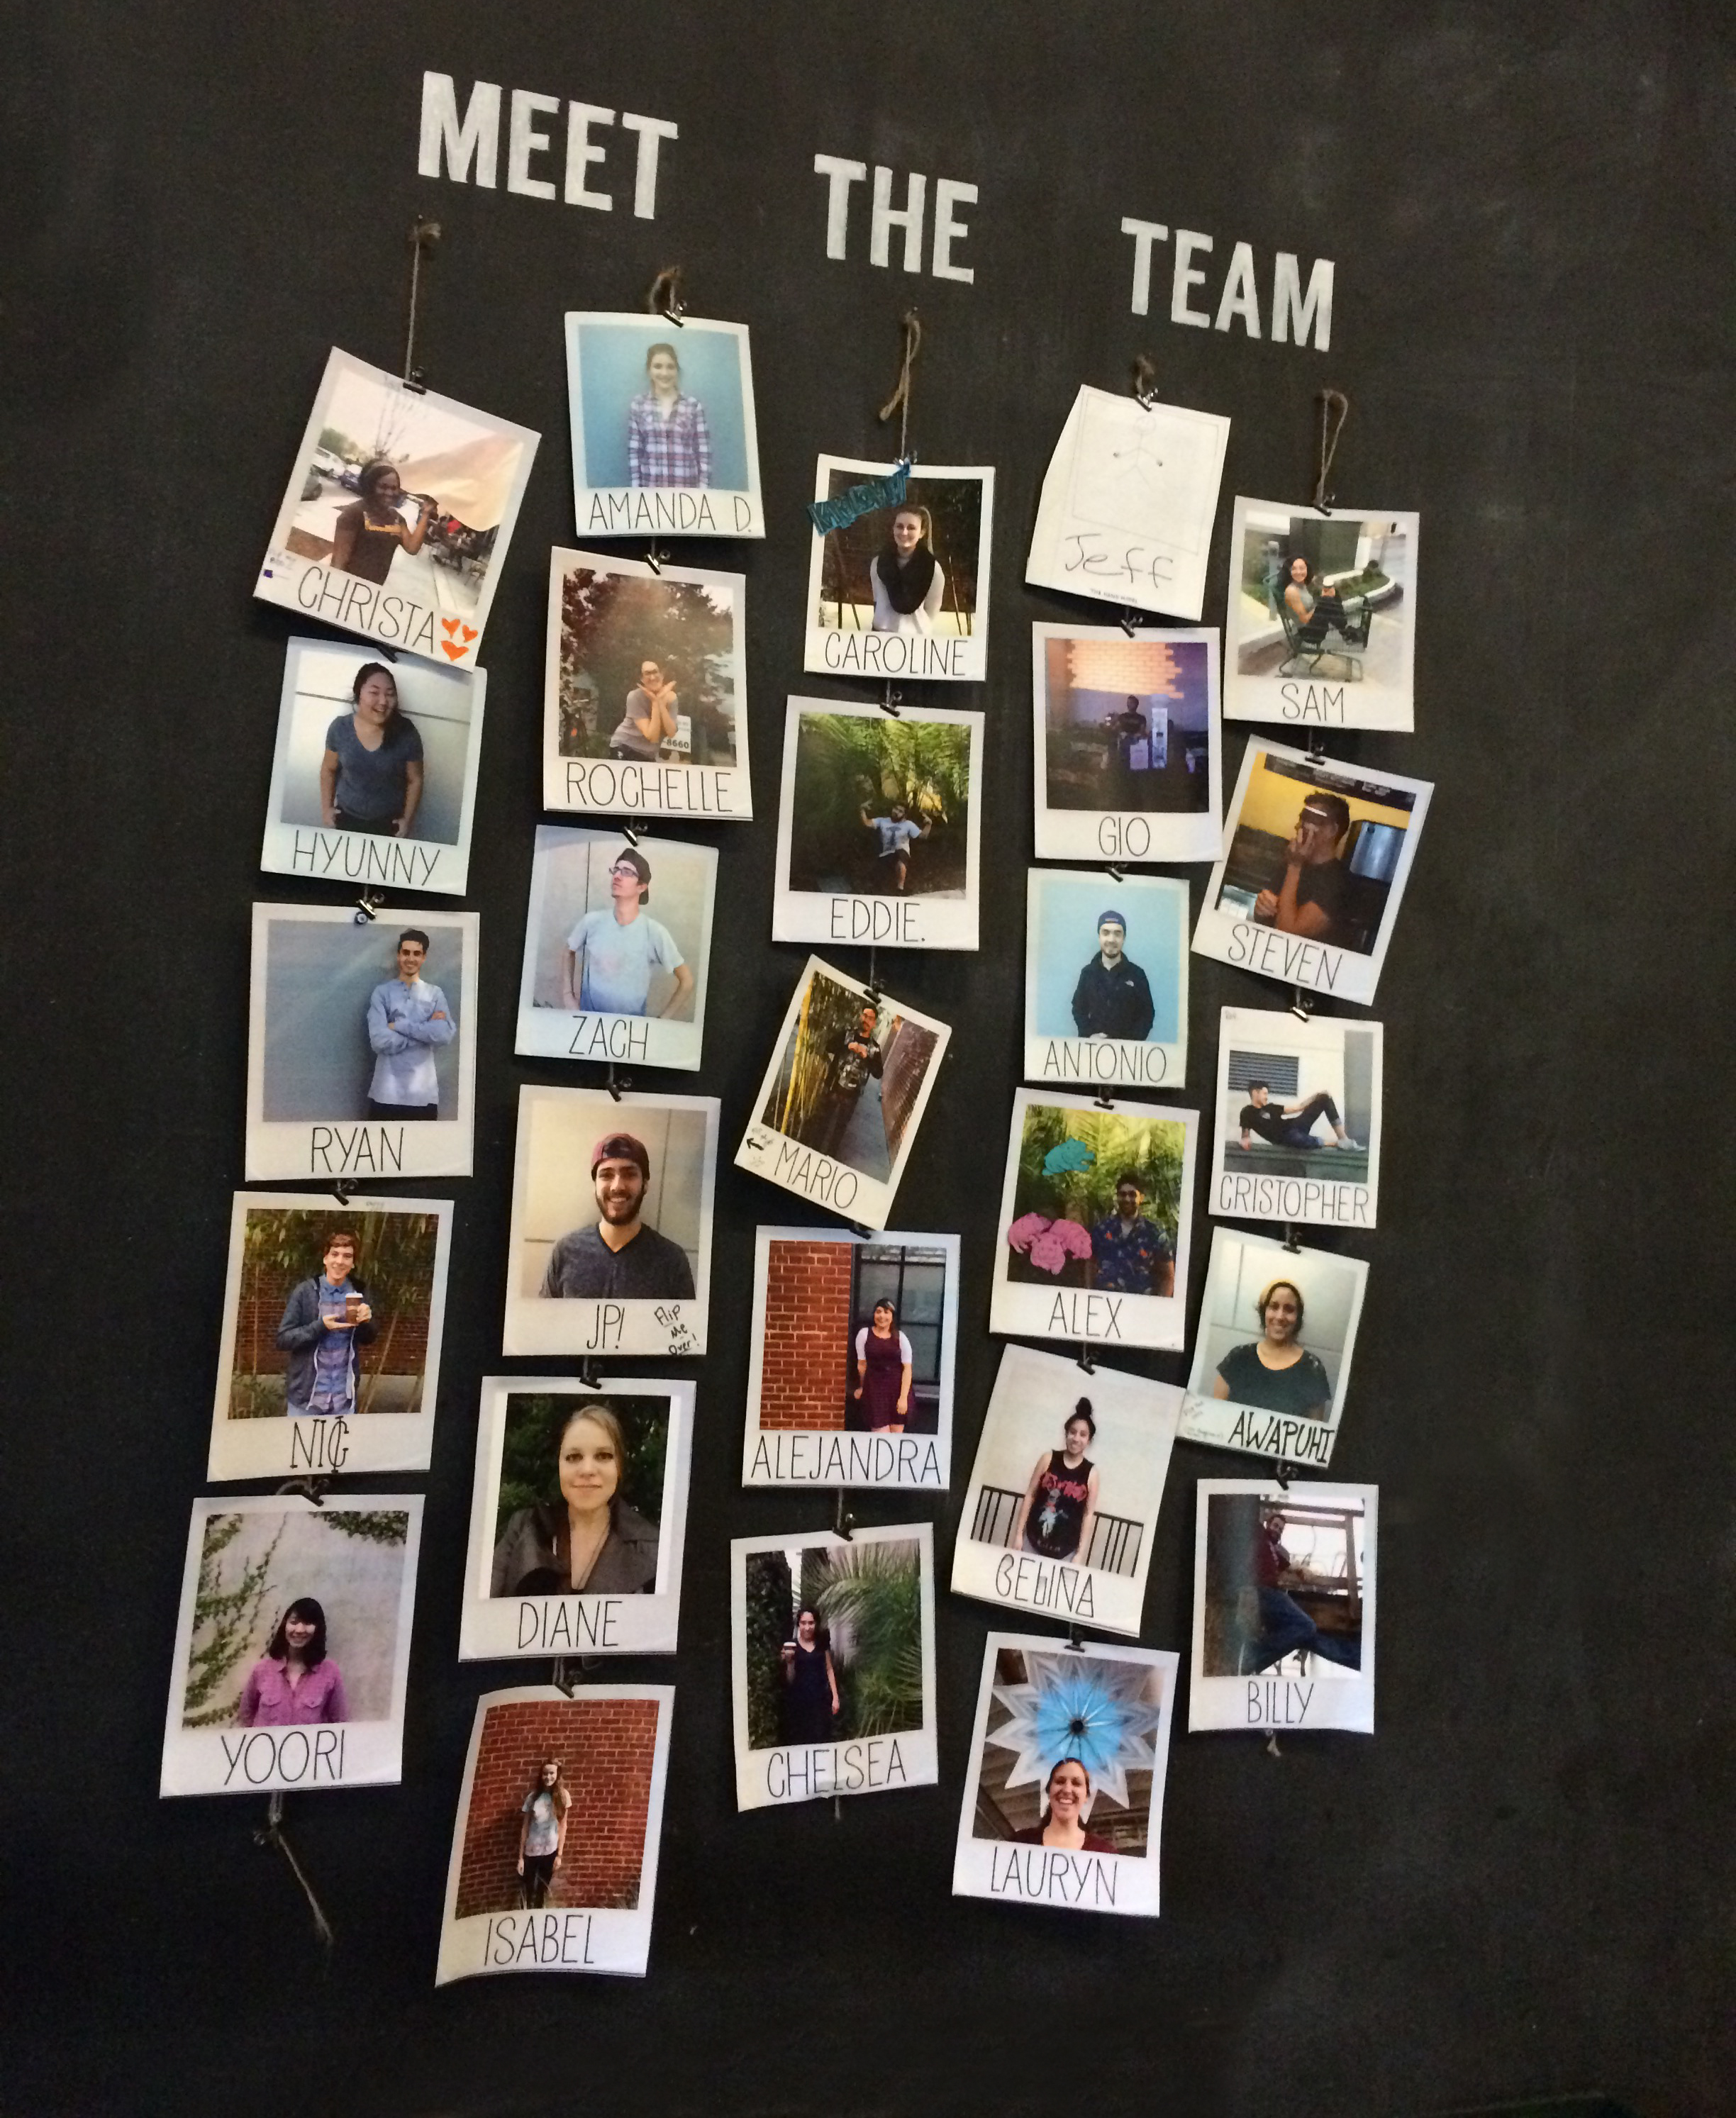 MEET THE TEAM
CHRISTA
HYUNNY
RYAN
NIC
YOORI
AMANDA D.
ROCHELLE
-8660
ZACH
JP!
Flip
Me
Over!
DIANE
ISABEL
CAROLINE
EDDIE.
MARIO
ALEJANDRA
CHELSEA
Jeff
GIO
ANTONIO
ALEX
BELINA
LAURYN
SAM
STEVEN
CRISTOPHER
AWAPUHI
BILLY